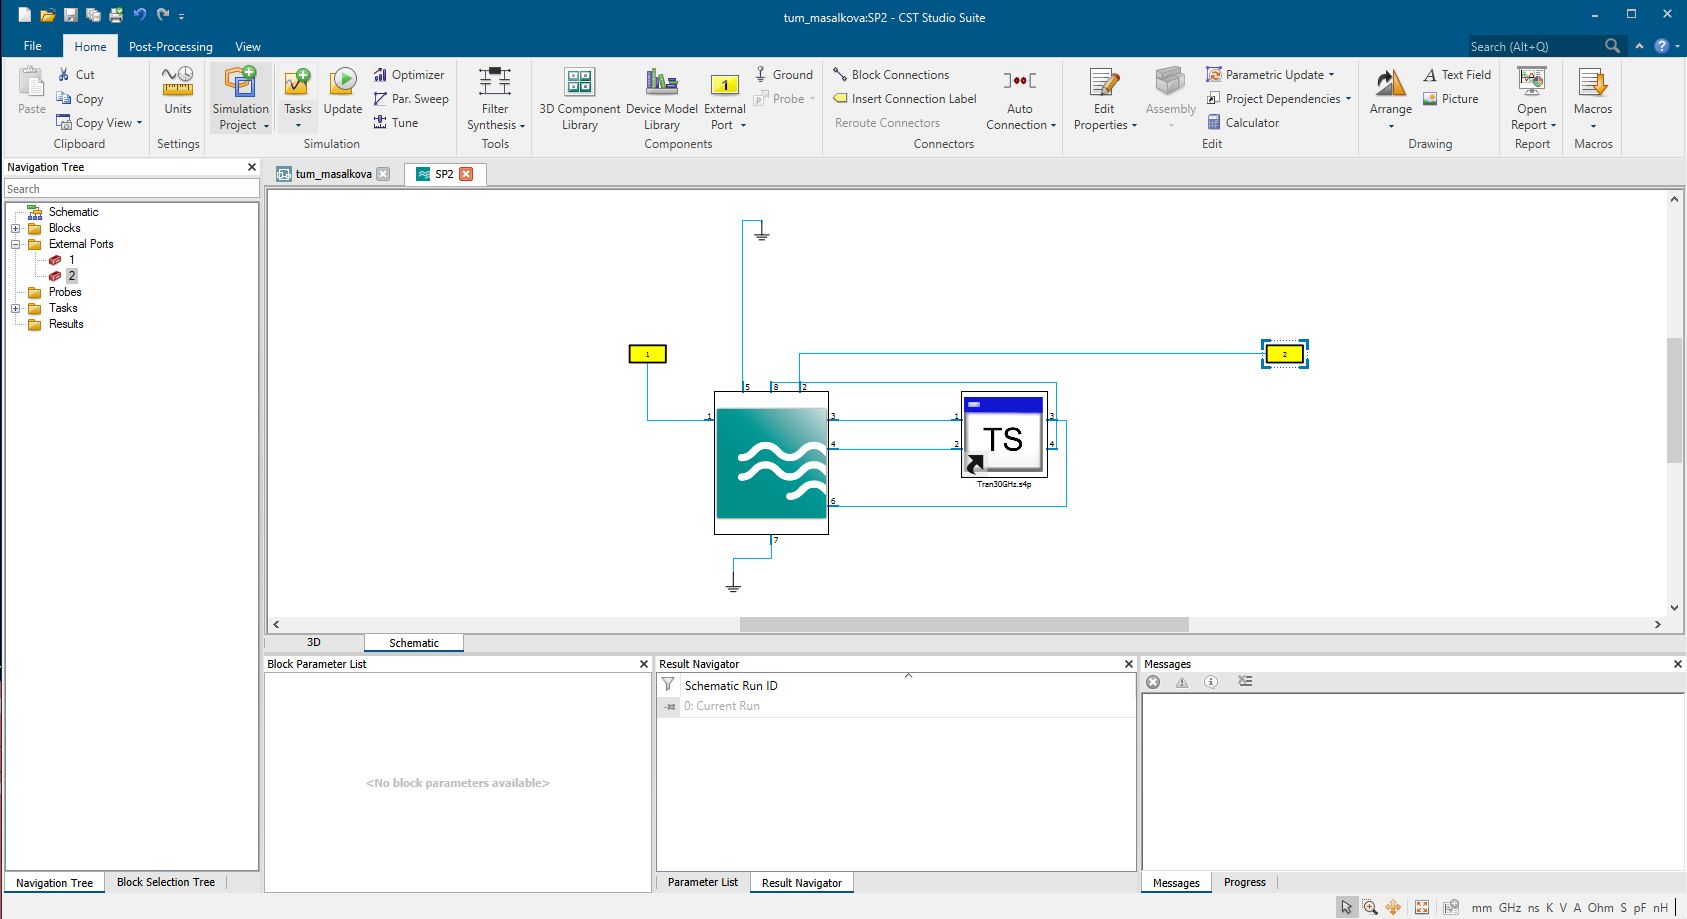 tum_masalkova:SP2 - CST Studio Suite
File Home Post-Processing View Search (Alt+Q)
Paste
Cut
Copy
Copy View
Clipboard
Units
Settings
Simulation Project
Tasks
Update
Optimizer
Par. Sweep
Tune
Simulation
Filter Synthesis
Tools
3D Component Library
Device Model Library
1
External Port
Ground
Probe
Components
Block Connections
Insert Connection Label
Reroute Connectors
Auto Connection
Connectors
Edit Properties
Assembly
Parametric Update
Project Dependencies
Calculator
Edit
Arrange
A Text Field
Picture
Drawing
Open Report
Report
Macros
Macros
Navigation Tree
Search
Schematic
Blocks
External Ports
1
2
Probes
Tasks
Results
Navigation Tree Block Selection Tree
tum_masalkova SP2
1
2
5 8 2
1 3
4
6
7
1 3
2 4
TS
Tran30GHz.s4p
3D Schematic
Block Parameter List
<No block parameters available>
Result Navigator
Schematic Run ID
0: Current Run
Parameter List Result Navigator
Messages
Messages Progress
mm GHz ns K V A Ohm S pF nH